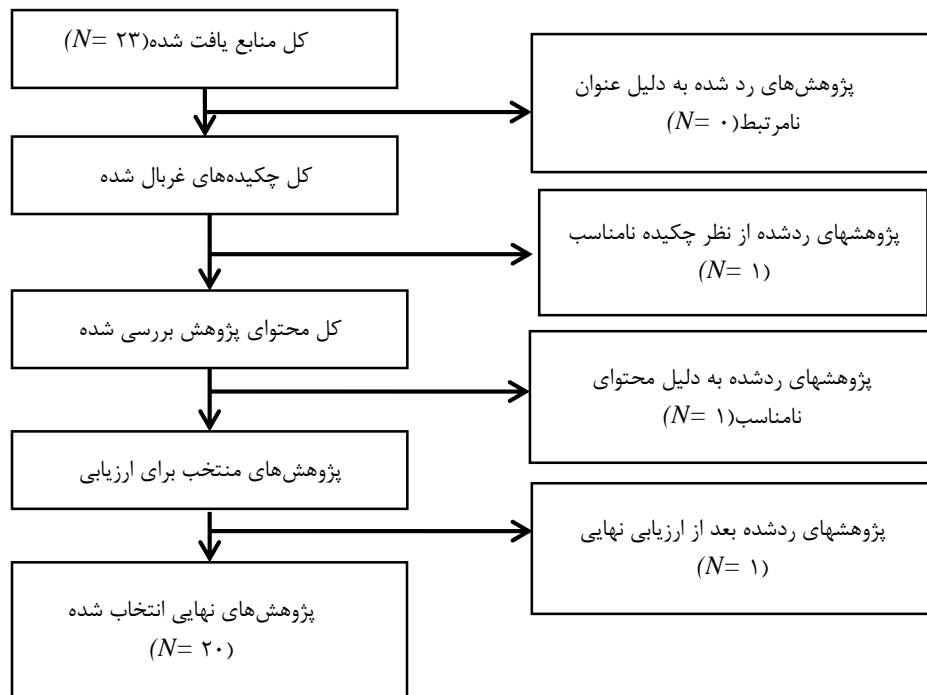 کل منابع یافت شده(N= ۲۳)
پژوهش‌های رد شده به دلیل عنوان
نامرتبط(N= ۰)
کل چکیده‌های غربال شده
پژوهشهای ردشده از نظر چکیده نامناسب
(N= ۱)
کل محتوای پژوهش بررسی شده
پژوهشهای ردشده به دلیل محتوای
نامناسب(N= ۱)
پژوهش‌های منتخب برای ارزیابی
پژوهشهای ردشده بعد از ارزیابی نهایی
(N= ۱)
پژوهش‌های نهایی انتخاب شده
(N= ۲۰)